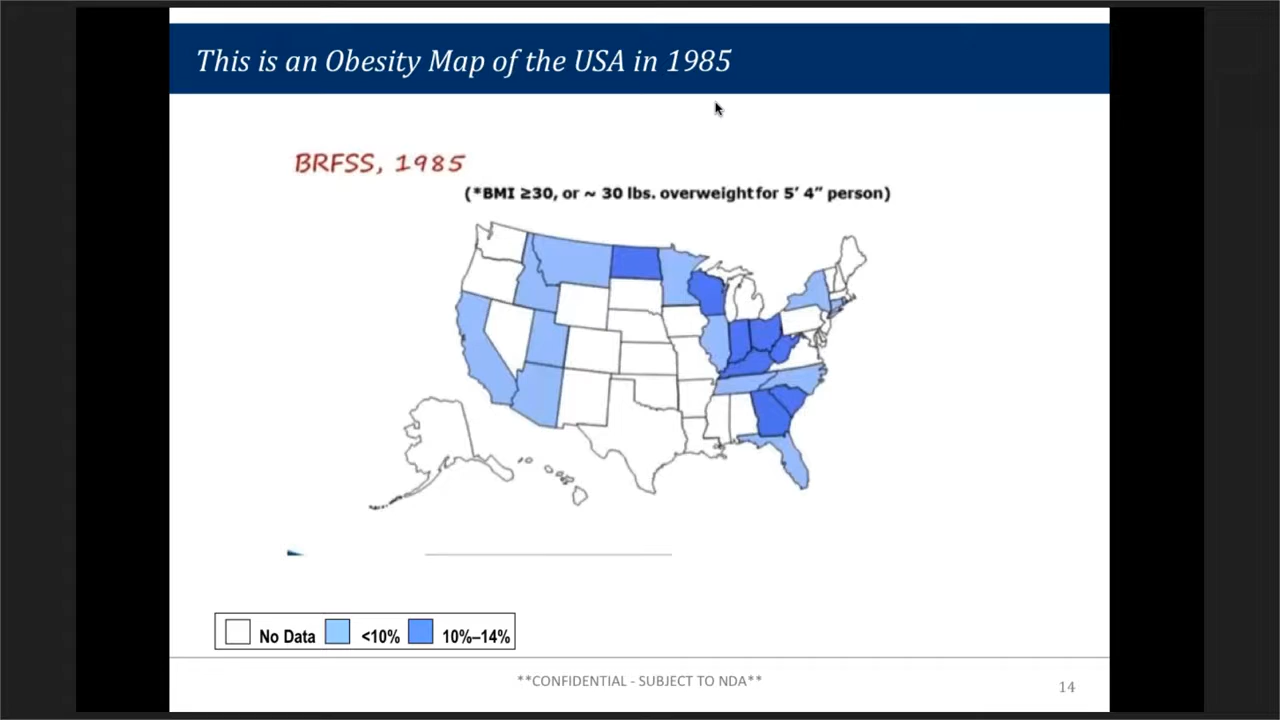 This is an Obesity Map of the USA in 1985
BRFSS, 1985
(*BMI ≥30, or ~ 30 lbs. overweight for 5’ 4” person)
No Data <10% 10%–14%
**CONFIDENTIAL - SUBJECT TO NDA**
14